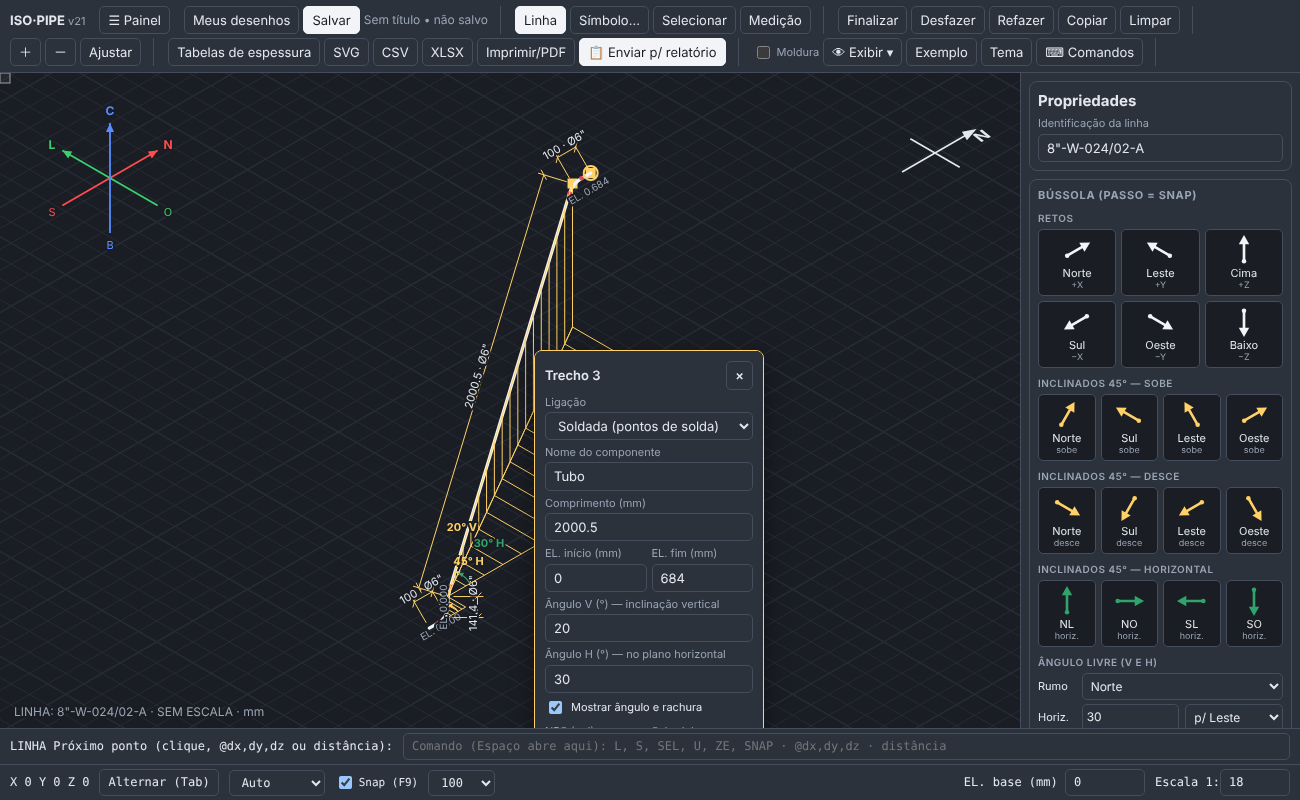 ISO·PIPE v21
☰ Painel
Meus desenhos
Salvar
Sem título • não salvo
Linha
Símbolo...
Selecionar
Medição
Finalizar
Desfazer
Refazer
Copiar
Limpar
+
−
Ajustar
Tabelas de espessura
SVG
CSV
XLSX
Imprimir/PDF
📋 Enviar p/ relatório
Moldura
👁 Exibir ▾
Exemplo
Tema
⌨ Comandos
C
L
N
S
O
B
N
100 · Ø6"
EL. 0.684
2000.5 · Ø6"
20° V
30° H
45° H
100 · Ø6"
EL. 0.000
141.4 · Ø6"
LINHA: 8"-W-024/02-A · SEM ESCALA · mm
Trecho 3
×
Ligação
Soldada (pontos de solda)
Nome do componente
Tubo
Comprimento (mm)
2000.5
EL. início (mm)
EL. fim (mm)
0
684
Ângulo V (°) — inclinação vertical
20
Ângulo H (°) — no plano horizontal
30
Mostrar ângulo e rachura
Propriedades
Identificação da linha
8"-W-024/02-A
BÚSSOLA (PASSO = SNAP)
RETOS
Norte
+X
Leste
+Y
Cima
+Z
Sul
−X
Oeste
−Y
Baixo
−Z
INCLINADOS 45° — SOBE
Norte
sobe
Sul
sobe
Leste
sobe
Oeste
sobe
INCLINADOS 45° — DESCE
Norte
desce
Sul
desce
Leste
desce
Oeste
desce
INCLINADOS 45° — HORIZONTAL
NL
horiz.
NO
horiz.
SL
horiz.
SO
horiz.
ÂNGULO LIVRE (V E H)
Rumo
Norte
Horiz.
30
p/ Leste
LINHA Próximo ponto (clique, @dx,dy,dz ou distância):
Comando (Espaço abre aqui): L, S, SEL, U, ZE, SNAP · @dx,dy,dz · distância
X 0 Y 0 Z 0
Alternar (Tab)
Auto
Snap (F9)
100
EL. base (mm)
0
Escala 1:
18